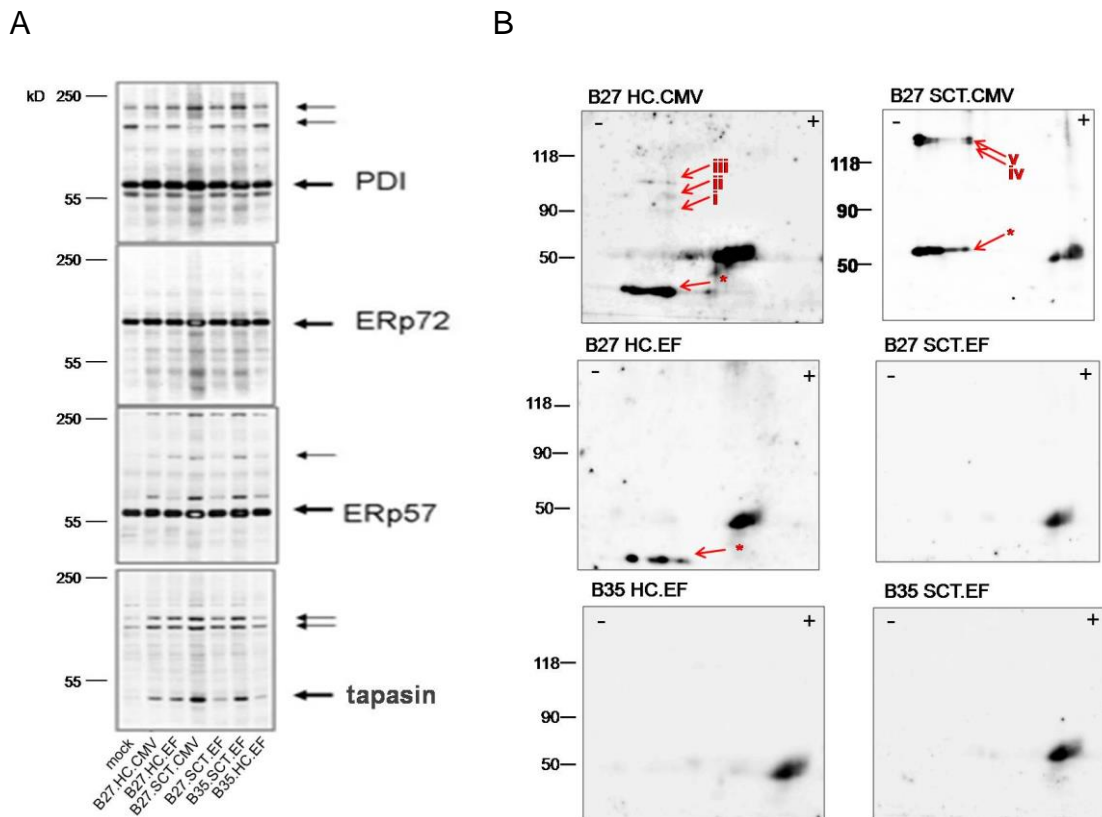 A
kD
250
PDI
55
250
ERp72
55
250
ERp57
55
250
55
tapasin
mock
B27.HC.CMV
B27.HC.EF
B27.SCT.CMV
B27.SCT.EF
B35.SCT.EF
B35.HC.EF
B
B27 HC.CMV
- +
118
90
50
iii
ii
i
*
B27 SCT.CMV
- +
118
90
50
v
iv
*
B27 HC.EF
- +
118
90
50
*
B27 SCT.EF
- +
B35 HC.EF
- +
118
90
50
B35 SCT.EF
- +